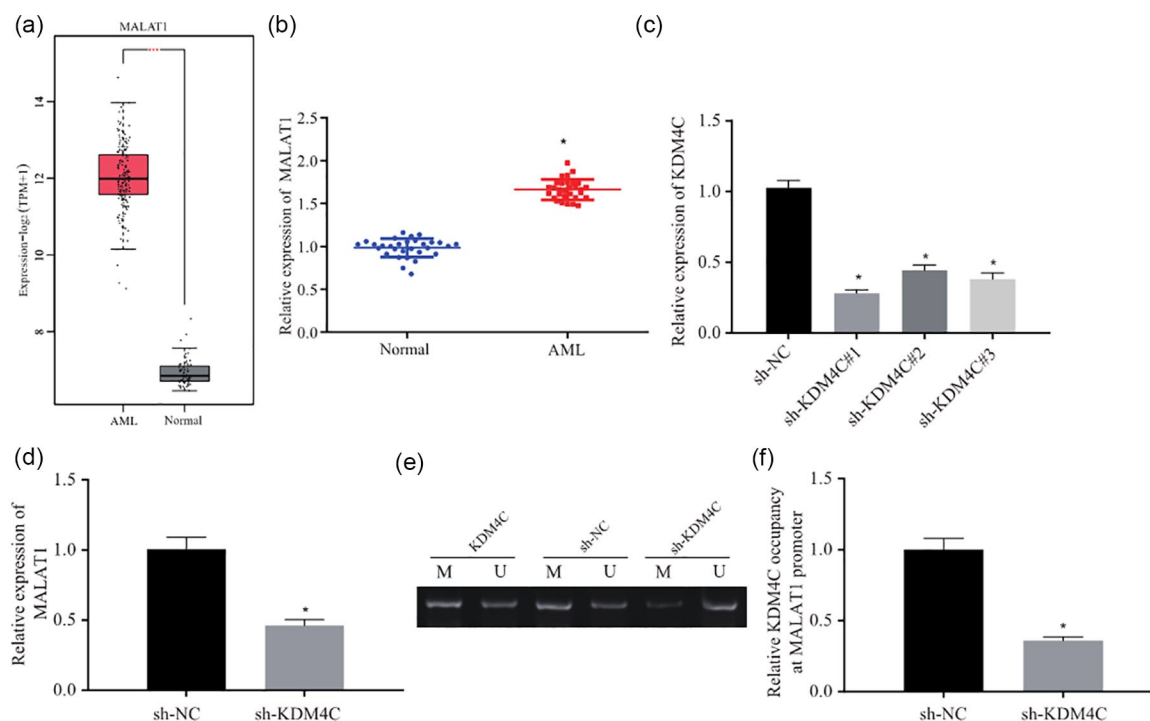 (a)
MALAT1
***
Expression-log₂ (TPM+1)
14
12
10
8
AML
Normal
(b)
Relative expression of MALAT1
2.5
2.0
1.5
1.0
0.5
0.0
*
Normal
AML
(c)
Relative expression of KDM4C
1.5
1.0
0.5
0.0
*
*
*
sh-NC
sh-KDM4C#1
sh-KDM4C#2
sh-KDM4C#3
(d)
Relative expression of
MALAT1
1.5
1.0
0.5
0.0
*
sh-NC
sh-KDM4C
(e)
KDM4C
sh-NC
sh-KDM4C
M U M U M U
(f)
Relative KDM4C occupancy
at MALAT1 promoter
1.5
1.0
0.5
0.0
*
sh-NC
sh-KDM4C